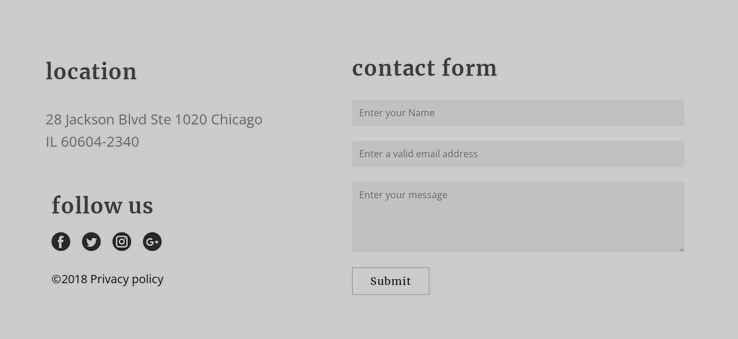 location
28 Jackson Blvd Ste 1020 Chicago
IL 60604-2340
follow us
©2018 Privacy policy
contact form
Enter your Name
Enter a valid email address
Enter your message
Submit